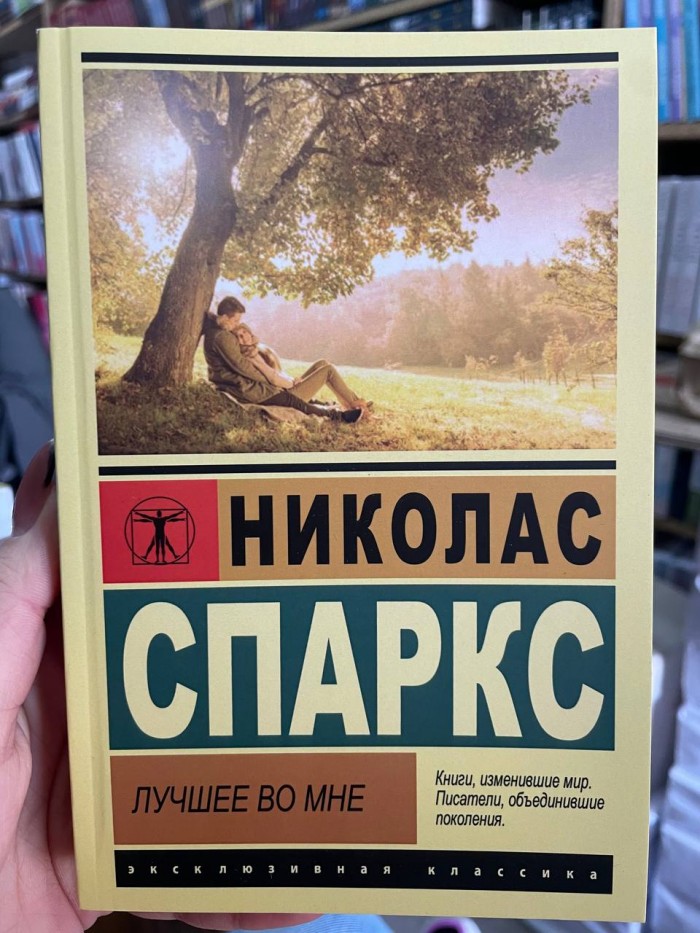 НИКОЛАС
СПАРКС
ЛУЧШЕЕ ВО МНЕ
Книги, изменившие мир.
Писатели, объединившие
поколения.
эксклюзивная классика